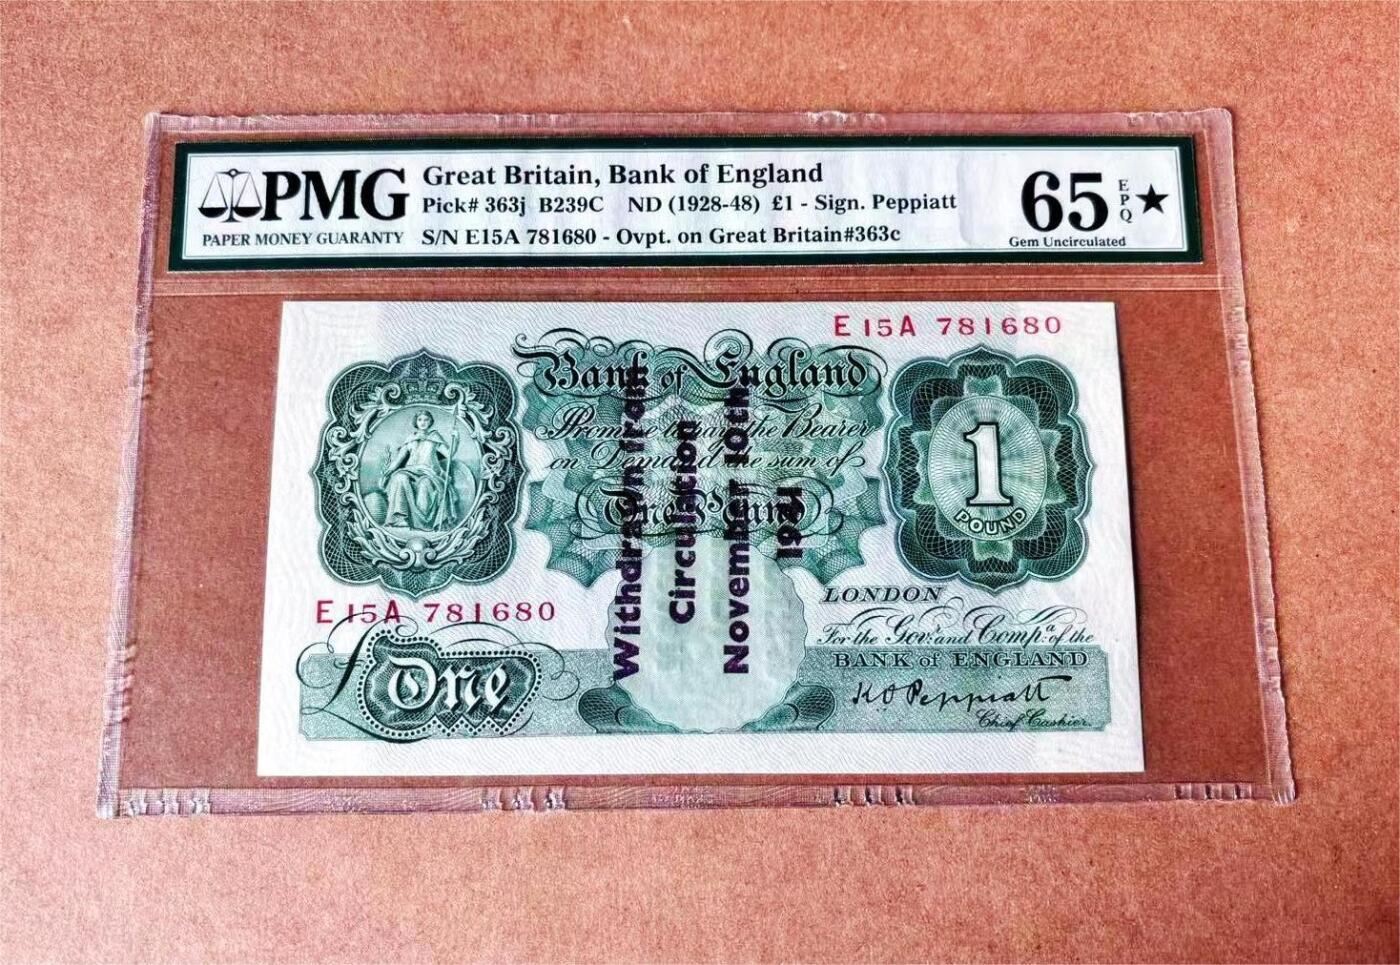 PMG
PAPER MONEY GUARANTY
Great Britain, Bank of England
Pick# 363j B239C ND (1928-48) £1 - Sign. Peppiatt
S/N E15A 781680 - Ovpt. on Great Britain#363c
65 EPQ★
Gem Uncirculated
E15A 781680
Bank of England
Promise to pay the Bearer
on Demand the sum of
One Pound
1
POUND
Withdrawn from
Circulation
November 10th
1941
E15A 781680
£One
LONDON
For the Govr. and Compa. of the
BANK of ENGLAND
K O Peppiatt
Chief Cashier.